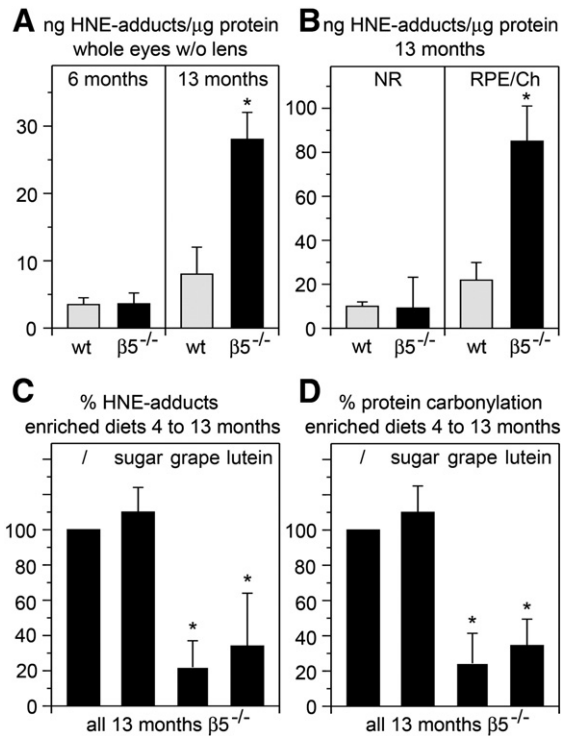 A ng HNE-adducts/µg protein
whole eyes w/o lens
6 months 13 months
*
30
20
10
0
wt β5-/- wt β5-/-
B ng HNE-adducts/µg protein
13 months
NR RPE/Ch
*
100
80
60
40
20
0
wt β5-/- wt β5-/-
C % HNE-adducts
enriched diets 4 to 13 months
/ sugar grape lutein
100
80
60
40
20
0
* *
all 13 months β5-/-
D % protein carbonylation
enriched diets 4 to 13 months
/ sugar grape lutein
100
80
60
40
20
0
* *
all 13 months β5-/-